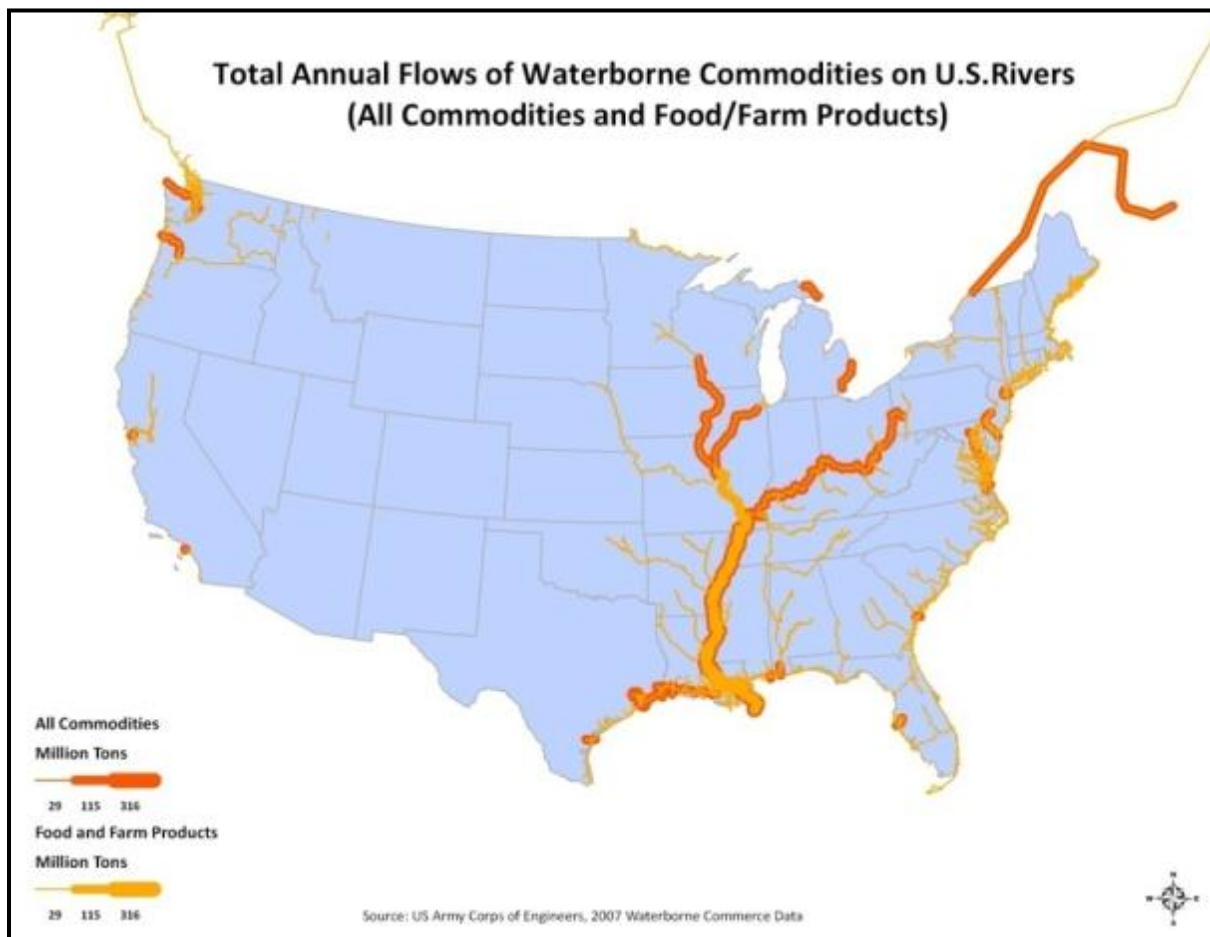 Total Annual Flows of Waterborne Commodities on U.S.Rivers
(All Commodities and Food/Farm Products)
All Commodities
Million Tons
29 115 316
Food and Farm Products
Million Tons
29 115 316
Source: US Army Corps of Engineers, 2007 Waterborne Commerce Data